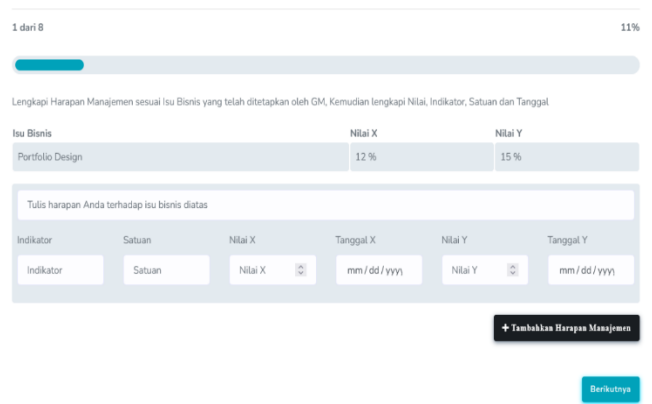 1 dari 8 11%
Lengkapi Harapan Manajemen sesuai Isu Bisnis yang telah ditetapkan oleh GM, Kemudian lengkapi Nilai, Indikator, Satuan dan Tanggal
Isu Bisnis Nilai X Nilai Y
Portfolio Design 12 % 15 %
Tulis harapan Anda terhadap isu bisnis diatas
Indikator Satuan Nilai X Tanggal X Nilai Y Tanggal Y
Indikator Satuan Nilai X mm/dd/yyyy Nilai Y mm/dd/yyyy
+ Tambahkan Harapan Manajemen
Berikutnya